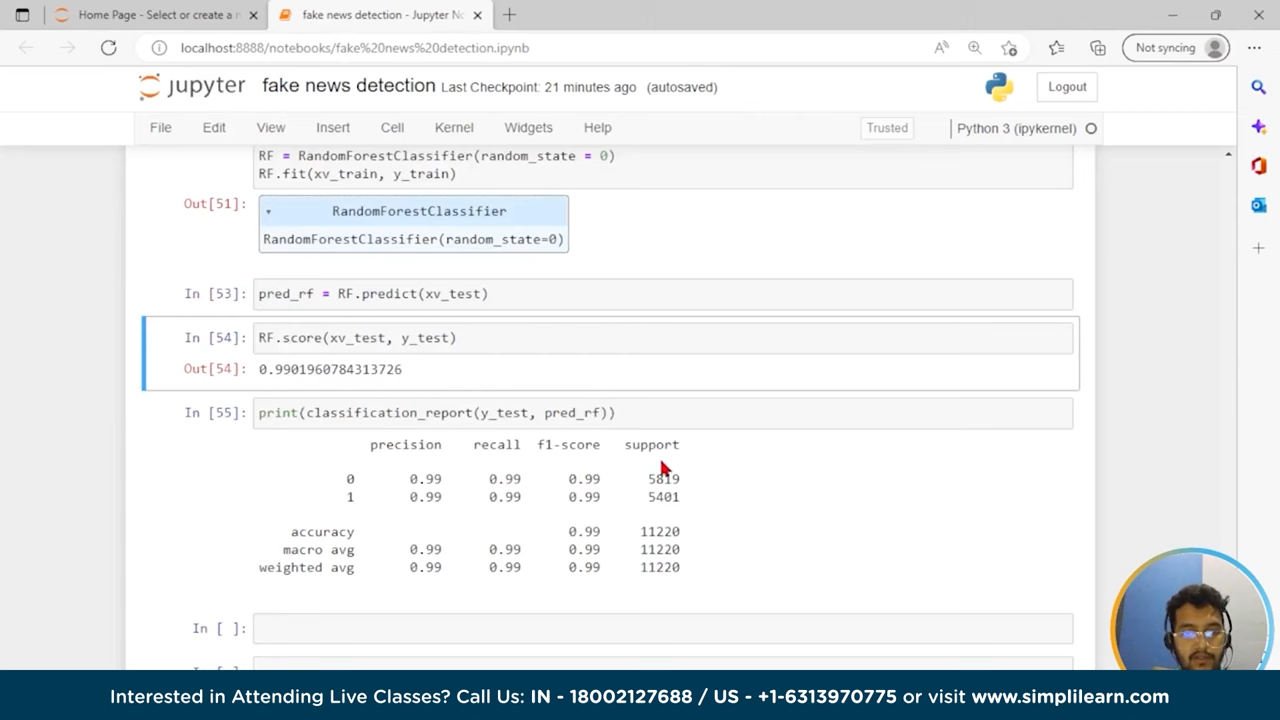 Home Page - Select or create a n
fake news detection - Jupyter No
localhost:8888/notebooks/fake%20news%20detection.ipynb
Not syncing
jupyter fake news detection Last Checkpoint: 21 minutes ago (autosaved)
Logout
File Edit View Insert Cell Kernel Widgets Help
Trusted
Python 3 (ipykernel)
RF = RandomForestClassifier(random_state = 0)
RF.fit(xv_train, y_train)
Out[51]:
RandomForestClassifier
RandomForestClassifier(random_state=0)
In [53]: pred_rf = RF.predict(xv_test)
In [54]: RF.score(xv_test, y_test)
Out[54]: 0.9901960784313726
In [55]: print(classification_report(y_test, pred_rf))
precision recall f1-score support
0 0.99 0.99 0.99 5819
1 0.99 0.99 0.99 5401
accuracy 0.99 11220
macro avg 0.99 0.99 0.99 11220
weighted avg 0.99 0.99 0.99 11220
In [ ]:
Interested in Attending Live Classes? Call Us: IN - 18002127688 / US - +1-6313970775 or visit www.simplilearn.com